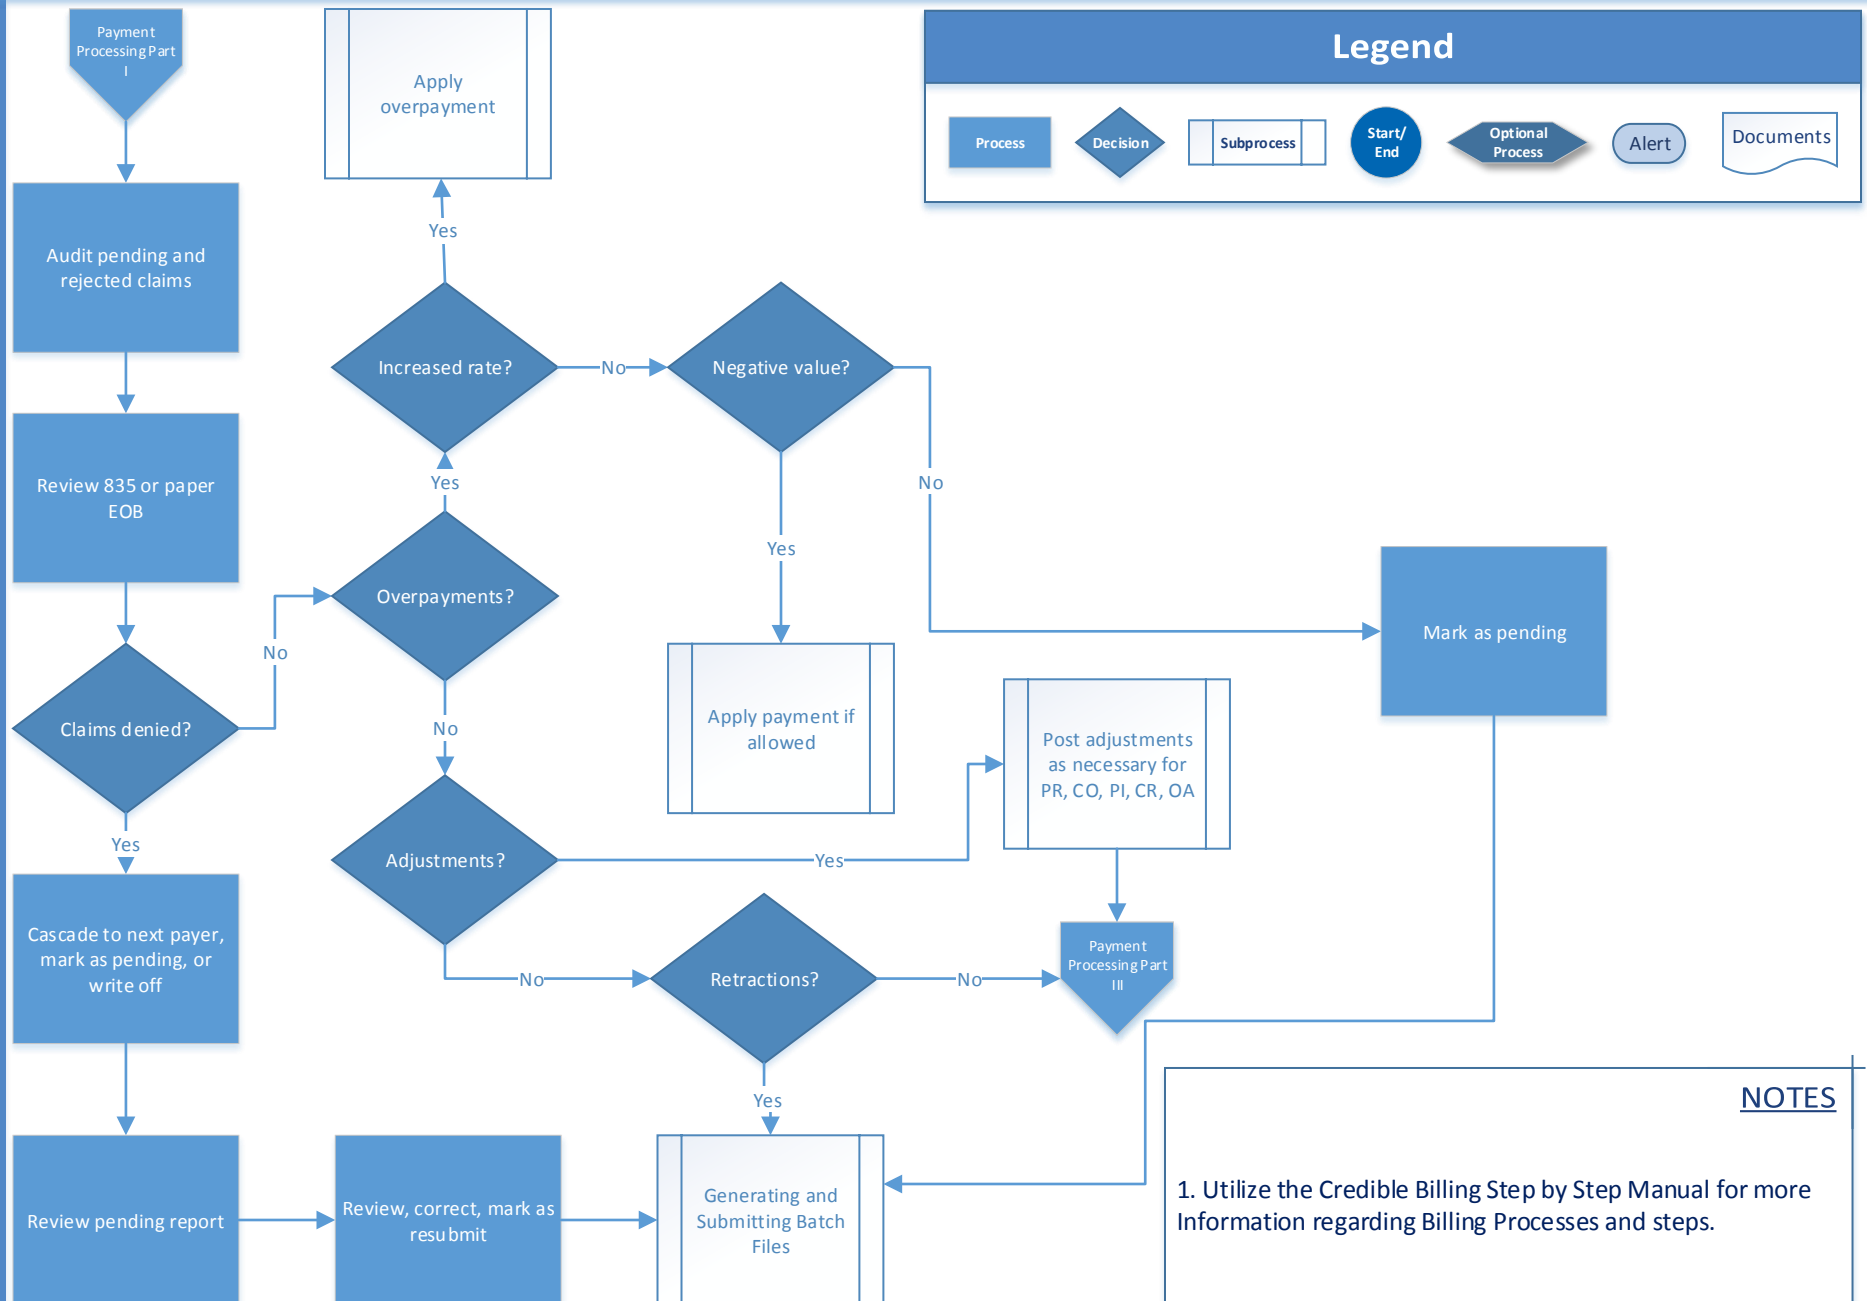 Payment
Processing Part
I
Apply
overpayment
Legend
Process
Decision
Subprocess
Start/
End
Optional
Process
Alert
Documents
Audit pending and
rejected claims
Yes
Increased rate?
No
Negative value?
Review 835 or paper
EOB
Yes
No
Yes
Overpayments?
No
Mark as pending
Claims denied?
No
Apply payment if
allowed
Post adjustments
as necessary for
PR, CO, PI, CR, OA
Yes
Adjustments?
Yes
Cascade to next payer,
mark as pending, or
write off
No
Retractions?
No
Payment
Processing Part
III
Yes
NOTES
1. Utilize the Credible Billing Step by Step Manual for more
Information regarding Billing Processes and steps.
Review pending report
Review, correct, mark as
resubmit
Generating and
Submitting Batch
Files